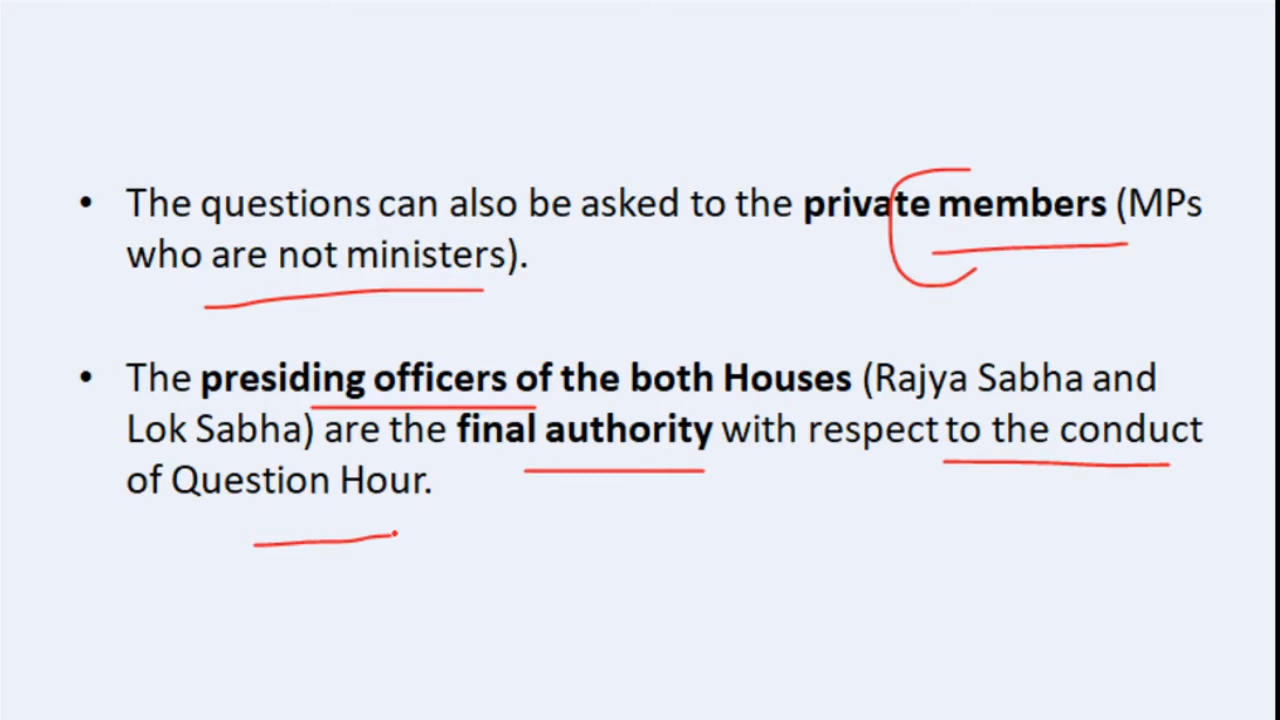 • The questions can also be asked to the private members (MPs
who are not ministers).
• The presiding officers of the both Houses (Rajya Sabha and
Lok Sabha) are the final authority with respect to the conduct
of Question Hour.